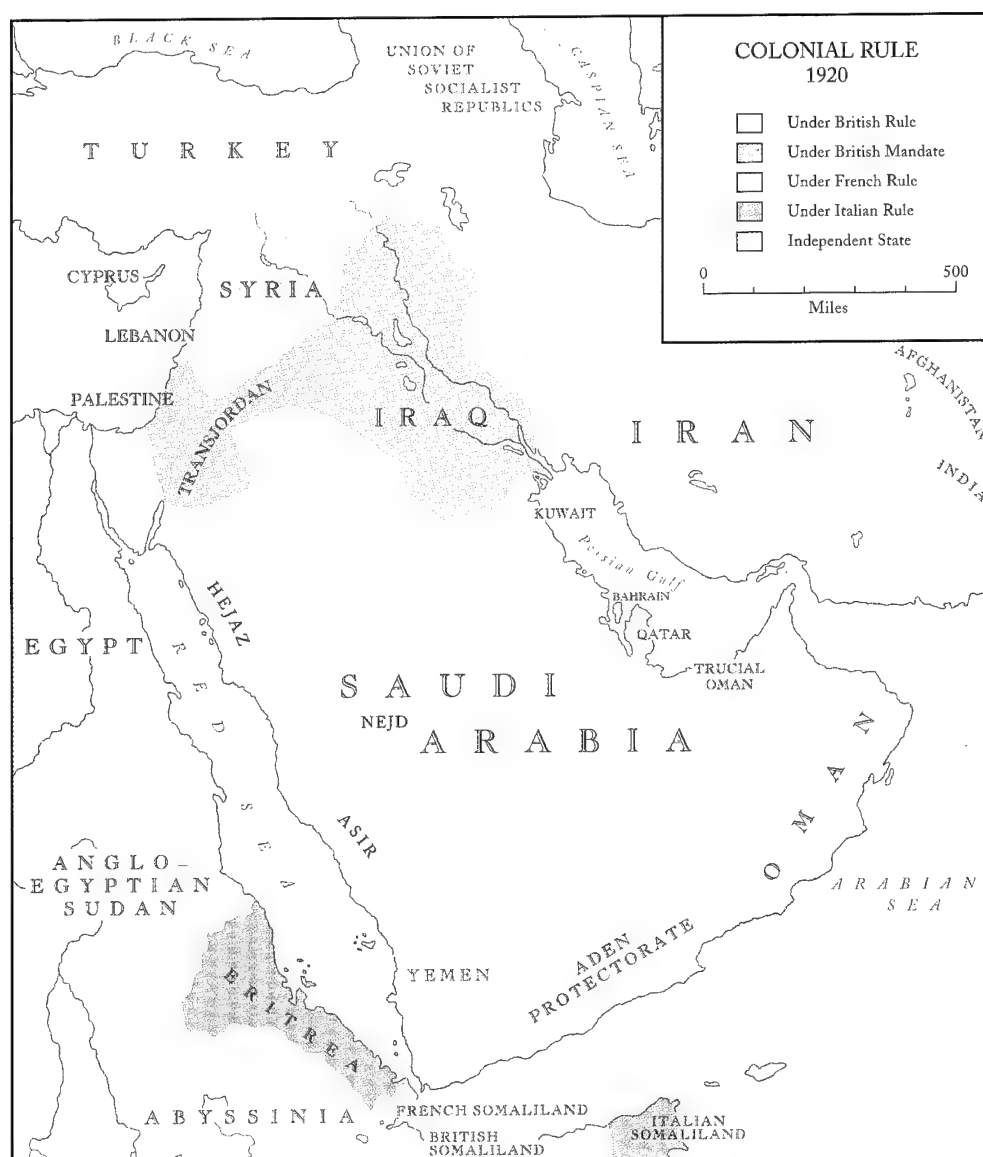 BLACK SEA
UNION OF
SOVIET
SOCIALIST
REPUBLICS
CASPIAN SEA
COLONIAL RULE
1920
Under British Rule
Under British Mandate
Under French Rule
Under Italian Rule
Independent State
0 500
Miles
TURKEY
CYPRUS
SYRIA
LEBANON
PALESTINE
TRANSJORDAN
IRAQ
IRAN
AFGHANISTAN
INDIA
KUWAIT
Persian Gulf
BAHRAIN
QATAR
TRUCIAL
OMAN
HEJAZ
EGYPT
RED SEA
SAUDI
NEJD
ARABIA
OMAN
ASIR
ANGLO–
EGYPTIAN
SUDAN
ARABIAN
SEA
ADEN
PROTECTORATE
YEMEN
ERITREA
ABYSSINIA
FRENCH SOMALILAND
BRITISH
SOMALILAND
ITALIAN
SOMALILAND